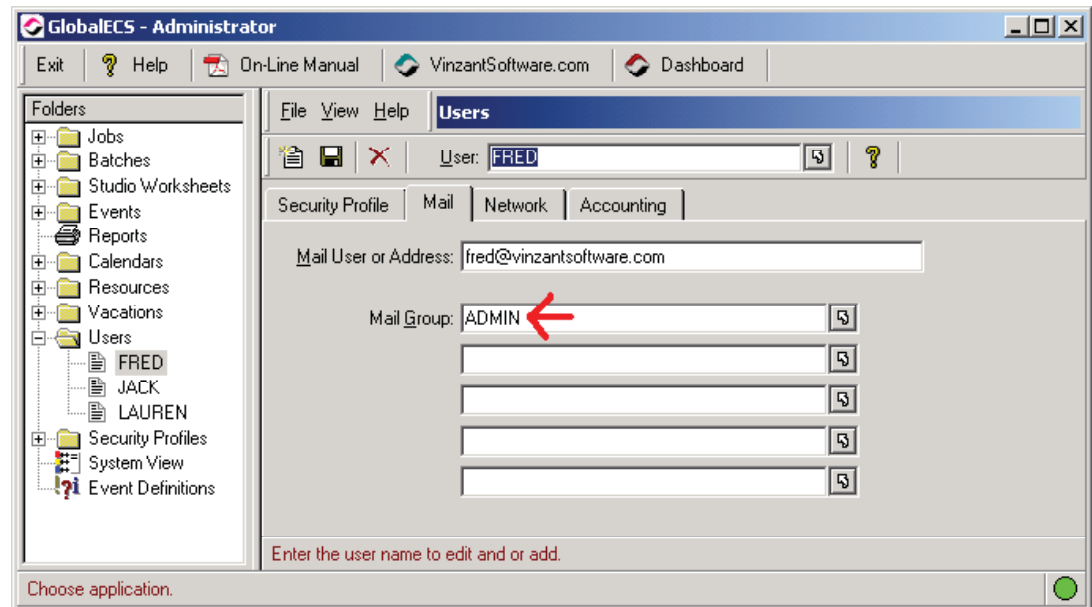 GlobalECS - Administrator
Exit Help On-Line Manual VinzantSoftware.com Dashboard
Folders
Jobs
Batches
Studio Worksheets
Events
Reports
Calendars
Resources
Vacations
Users
FRED
JACK
LAUREN
Security Profiles
System View
Event Definitions
File View Help Users
User: FRED
Security Profile Mail Network Accounting
Mail User or Address: fred@vinzantsoftware.com
Mail Group: ADMIN
Enter the user name to edit and or add.
Choose application.